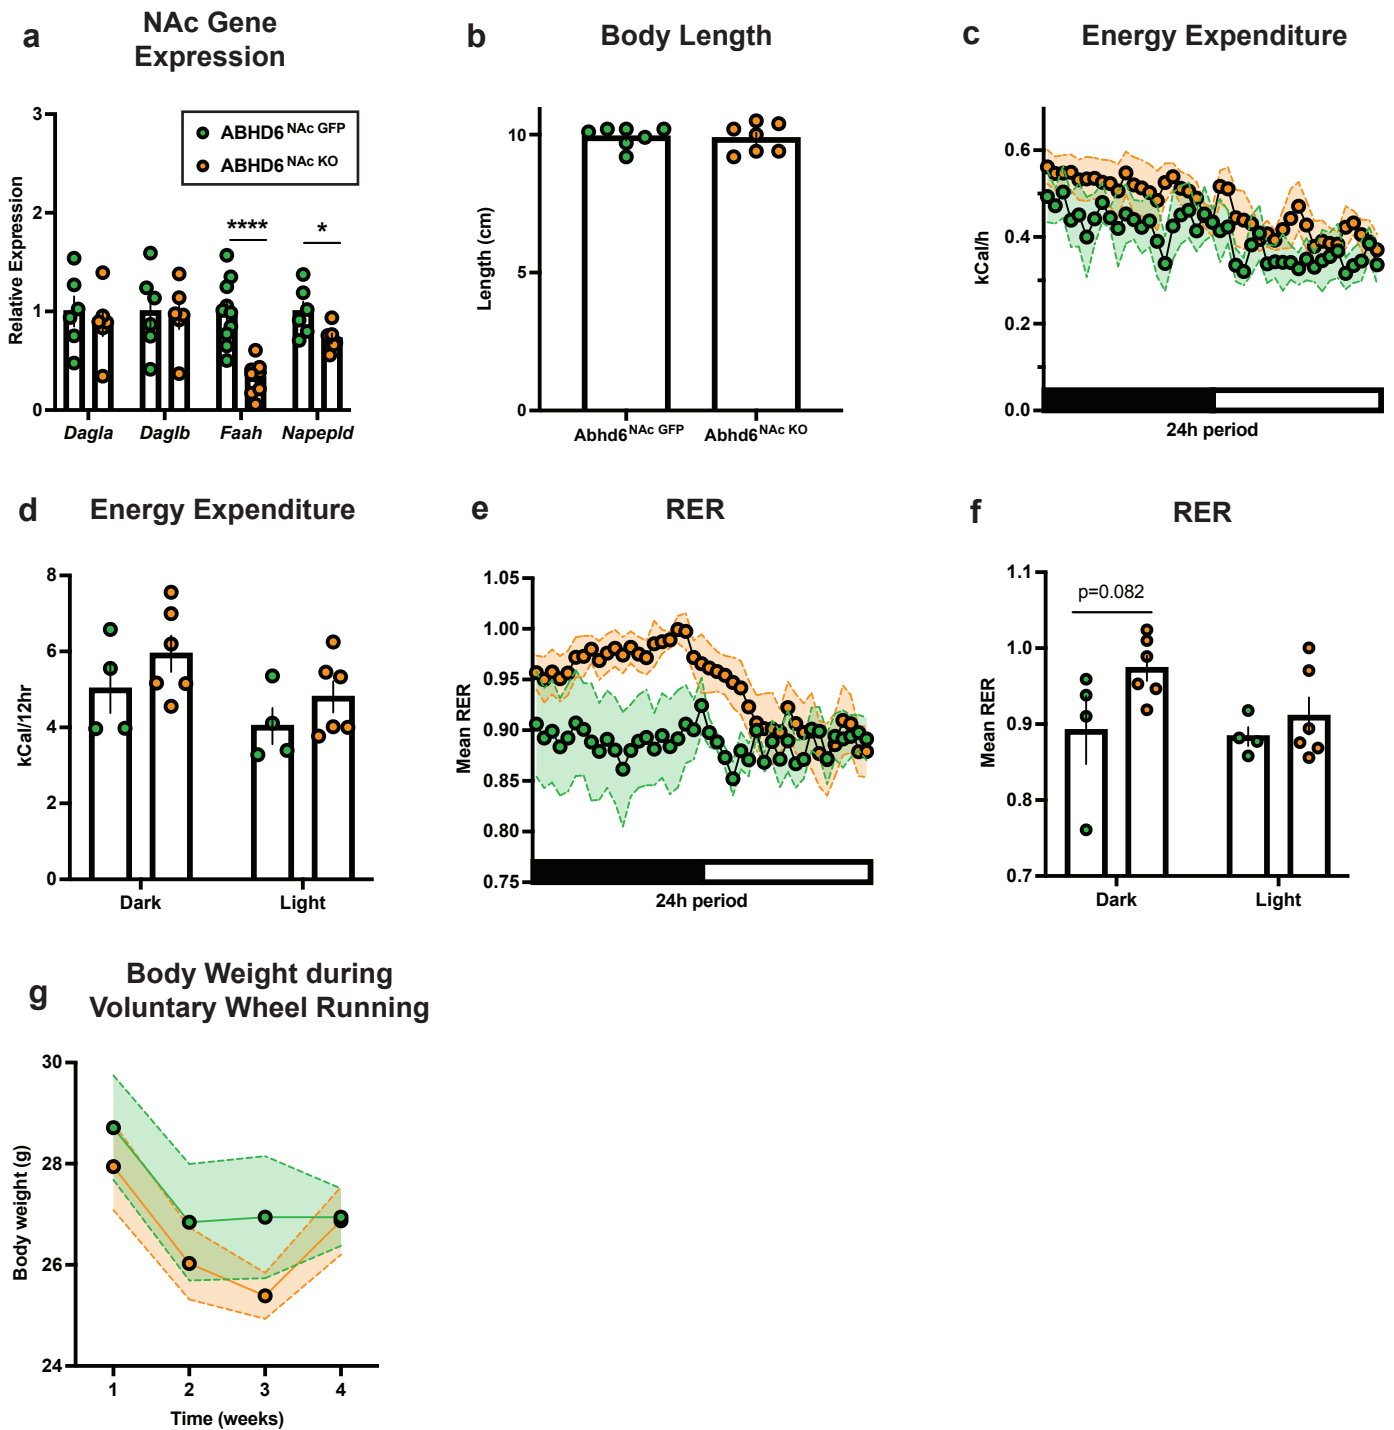 a
NAc Gene
Expression
3
2
1
0
Relative Expression
ABHD6 NAc GFP
ABHD6 NAc KO
****
*
Dagla
Daglb
Faah
Napepld
b
Body Length
10
5
0
Length (cm)
Abhd6 NAc GFP
Abhd6 NAc KO
c
Energy Expenditure
0.6
0.4
0.2
0.0
kCal/h
24h period
d
Energy Expenditure
8
6
4
2
0
kCal/12hr
Dark
Light
e
RER
1.05
1.00
0.95
0.90
0.85
0.80
0.75
Mean RER
24h period
f
RER
1.1
1.0
0.9
0.8
0.7
Mean RER
p=0.082
Dark
Light
g
Body Weight during
Voluntary Wheel Running
30
28
26
24
Body weight (g)
1
2
3
4
Time (weeks)